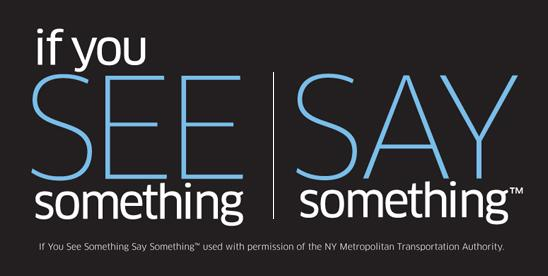 if you
SEE
something
SAY
something™
If You See Something Say Something™ used with permission of the NY Metropolitan Transportation Authority.